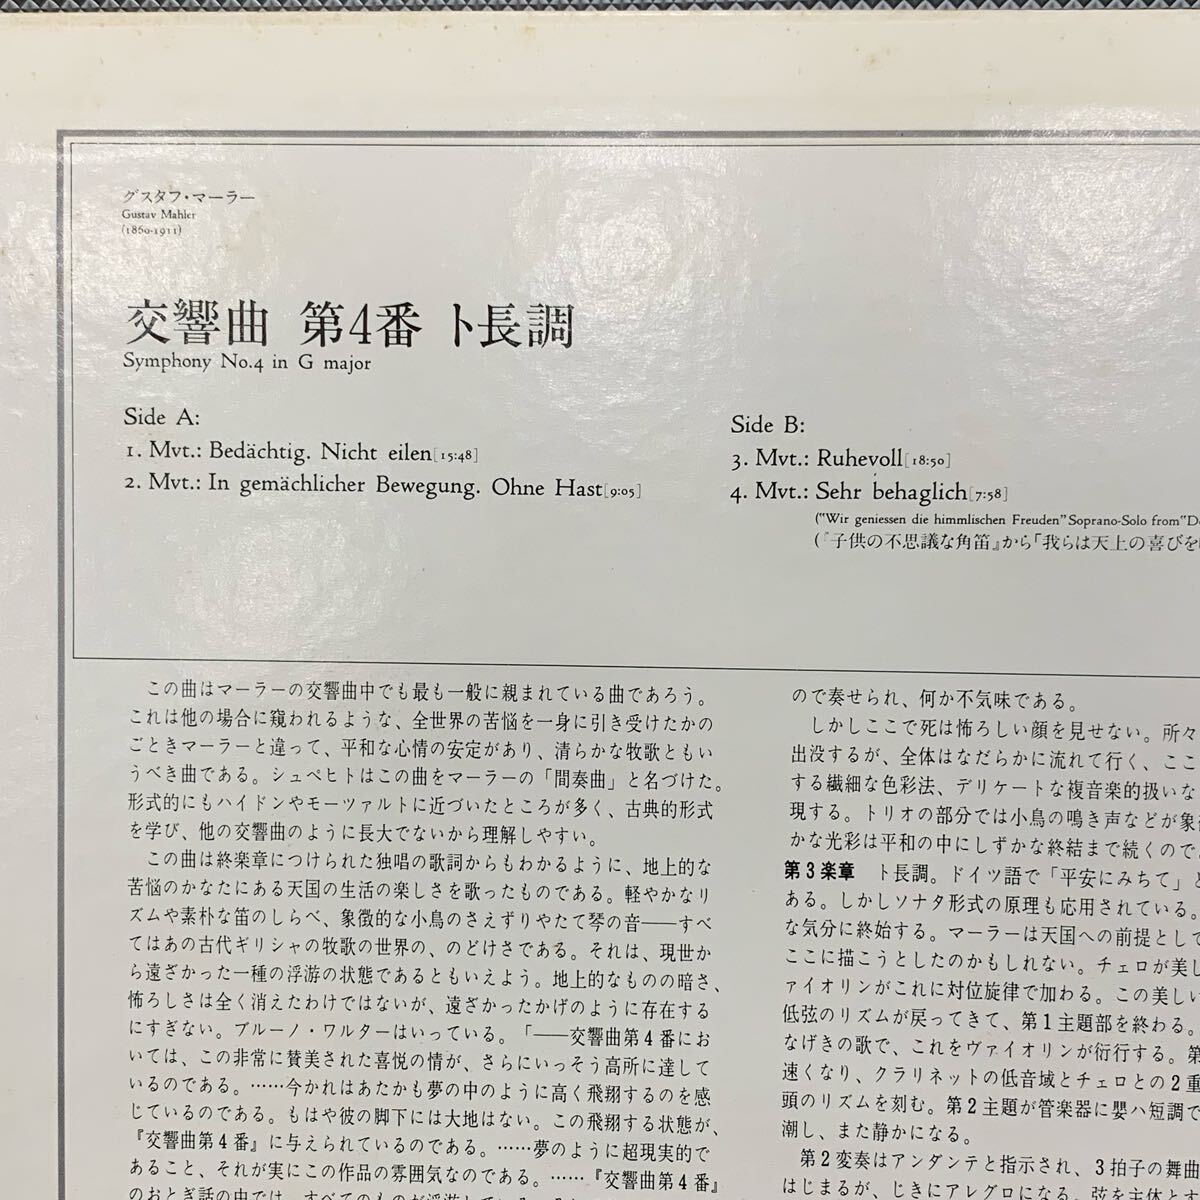 グスタフ・マーラー
Gustav Mahler
(1860-1911)
交響曲 第4番 ト長調
Symphony No.4 in G major
Side A:
1. Mvt.: Bedächtig. Nicht eilen[15:48]
2. Mvt.: In gemächlicher Bewegung. Ohne Hast[9:05]
Side B:
3. Mvt.: Ruhevoll[18:50]
4. Mvt.: Sehr behaglich[7:58]
("Wir geniessen die himmlischen Freuden" Soprano-Solo from "De
(『子供の不思議な角笛』から「我らは天上の喜びを
この曲はマーラーの交響曲中でも最も一般に親まれている曲であろう。
これは他の場合に窺われるような、全世界の苦悩を一身に引き受けたかの
ごときマーラーと違って、平和な心情の安定があり、清らかな牧歌ともい
うべき曲である。シュペヒトはこの曲をマーラーの「間奏曲」と名づけた。
形式的にもハイドンやモーツァルトに近づいたところが多く、古典的形式
を学び、他の交響曲のように長大でないから理解しやすい。
この曲は終楽章につけられた独唱の歌詞からもわかるように、地上的な
苦悩のかなたにある天国の生活の楽しさを歌ったものである。軽やかなリ
ズムや素朴な笛のしらべ、象徴的な小鳥のさえずりやたて琴の音——すべ
てはあの古代ギリシャの牧歌の世界の、のどけさである。それは、現世か
ら遠ざかった一種の浮游の状態であるともいえよう。地上的なものの暗さ、
怖ろしさは全く消えたわけではないが、遠ざかったかげのように存在する
にすぎない。ブルーノ・ワルターはいっている。「——交響曲第4番にお
いては、この非常に賛美された喜悦の情が、さらにいっそう高所に達して
いるのである。……今かれはあたかも夢の中のように高く飛翔するのを感
じているのである。もはや彼の脚下には大地はない。この飛翔する状態が、
『交響曲第4番』に与えられているのである。……夢のように超現実的で
あること、それが実にこの作品の雰囲気なのである。……『交響曲第4番』
のおとぎ話の中では、すべてのものが浮游している
ので奏せられ、何か不気味である。
しかしここで死は怖ろしい顔を見せない。所々
出没するが、全体はなだらかに流れて行く、ここ
する繊細な色彩法、デリケートな複音楽的扱いな
現する。トリオの部分では小鳥の鳴き声などが象
かな光彩は平和の中にしずかな終結まで続くので
第3楽章 ト長調。ドイツ語で「平安にみちて」と
ある。しかしソナタ形式の原理も応用されている。
な気分に終始する。マーラーは天国への前提として
ここに描こうとしたのかもしれない。チェロが美し
ァイオリンがこれに対位旋律で加わる。この美しい
低弦のリズムが戻ってきて、第1主題部を終わる。
なげきの歌で、これをヴァイオリンが衍行する。第
速くなり、クラリネットの低音域とチェロとの2重
頭のリズムを刻む。第2主題が管楽器に嬰ハ短調で
潮し、また静かになる。
第2変奏はアンダンテと指示され、3拍子の舞曲
はじまるが、じきにアレグロになる。弦を主体と